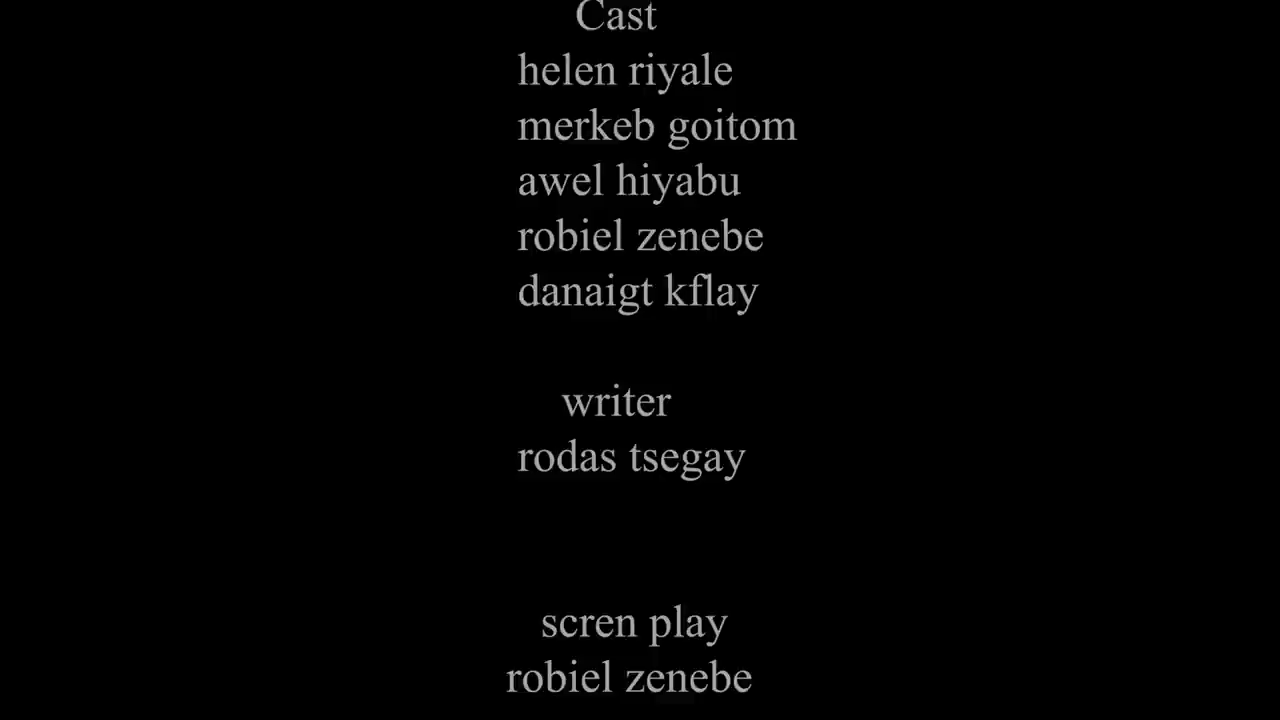 Cast
helen riyale
merkeb goitom
awel hiyabu
robiel zenebe
danaigt kflay
writer
rodas tsegay
scren play
robiel zenebe